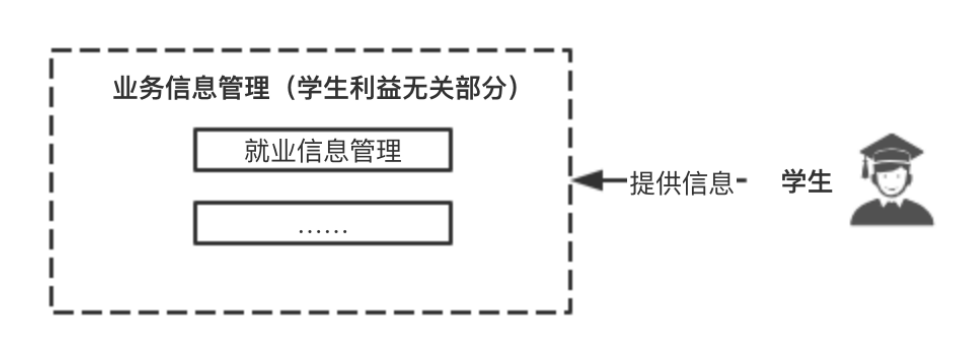 业务信息管理（学生利益无关部分）
就业信息管理
提供信息
学生
……